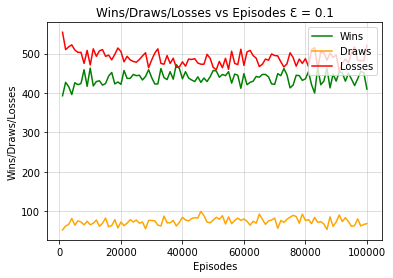 Wins/Draws/Losses vs Episodes Ɛ = 0.1
Wins/Draws/Losses
500
400
300
200
100
Wins
Draws
Losses
0
20000
40000
60000
80000
100000
Episodes